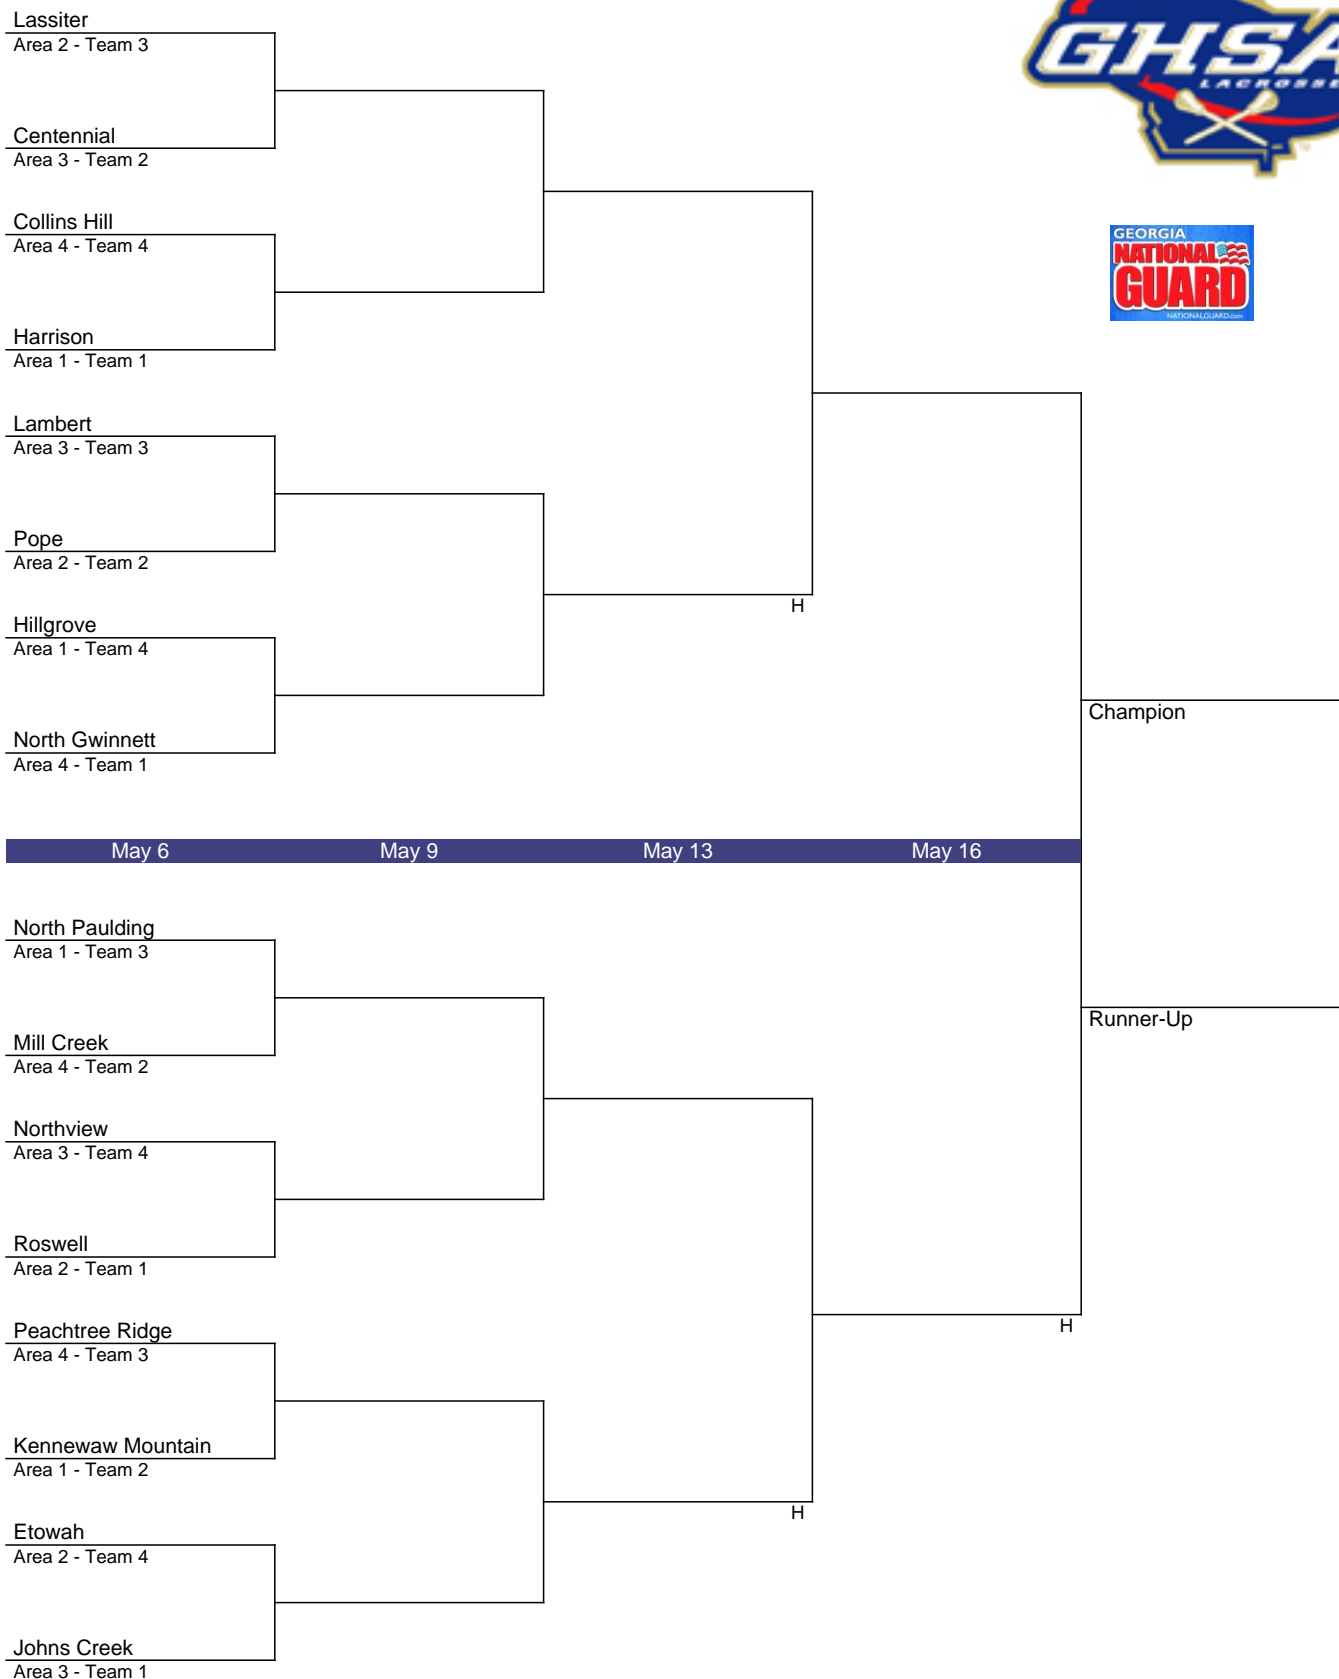 Lassiter
Area 2 - Team 3
GHSA
LACROSSE
Centennial
Area 3 - Team 2
Collins Hill
Area 4 - Team 4
GEORGIA
NATIONAL
GUARD
NATIONALGUARD.com
Harrison
Area 1 - Team 1
Lambert
Area 3 - Team 3
Pope
Area 2 - Team 2
H
Hillgrove
Area 1 - Team 4
Champion
North Gwinnett
Area 4 - Team 1
May 6 May 9 May 13 May 16
North Paulding
Area 1 - Team 3
Runner-Up
Mill Creek
Area 4 - Team 2
Northview
Area 3 - Team 4
Roswell
Area 2 - Team 1
Peachtree Ridge
Area 4 - Team 3
H
Kennewaw Mountain
Area 1 - Team 2
H
Etowah
Area 2 - Team 4
Johns Creek
Area 3 - Team 1